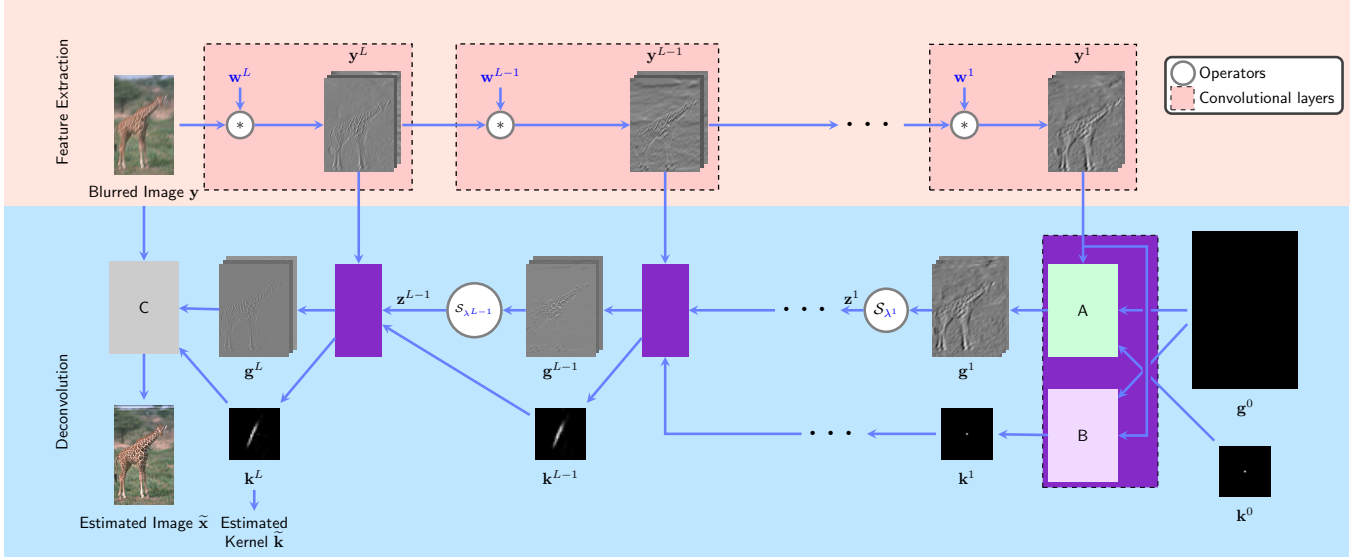 Feature Extraction
Blurred Image y
w^L
*
y^L
w^{L-1}
*
y^{L-1}
· · ·
w^1
*
y^1
Operators
Convolutional layers
Deconvolution
C
g^L
z^{L-1}
S_{λ^{L-1}}
g^{L-1}
· · ·
z^1
S_{λ^1}
g^1
A
g^0
B
k^L
k^{L-1}
· · ·
k^1
k^0
Estimated Image x̃
Estimated
Kernel k̃